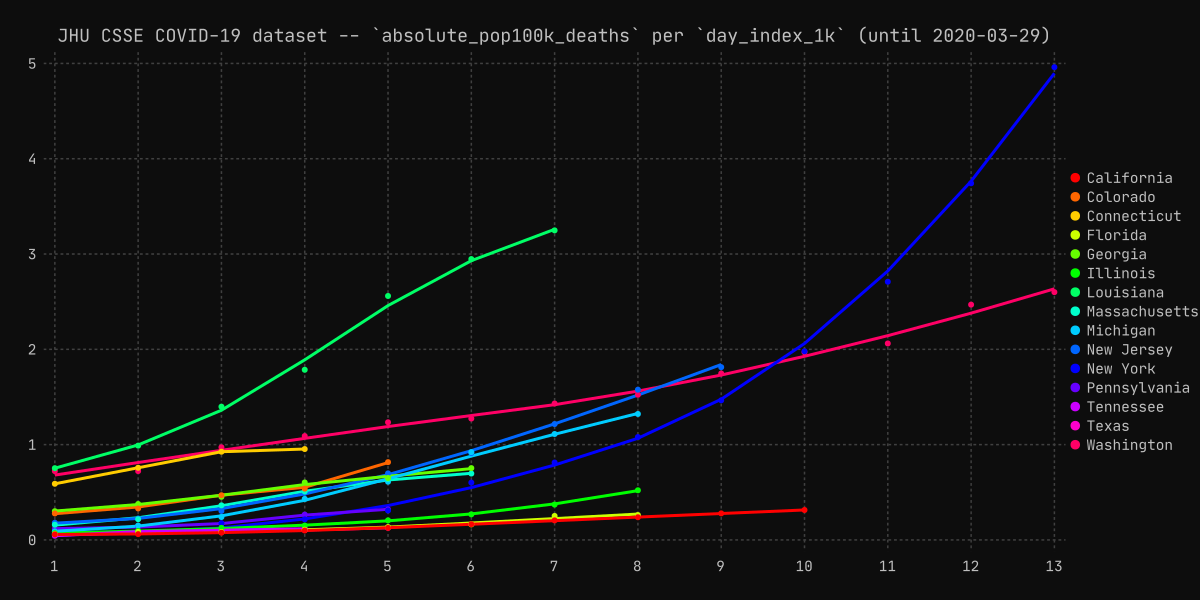 JHU CSSE COVID-19 dataset -- `absolute_pop100k_deaths` per `day_index_1k` (until 2020-03-29)
5
4
3
2
1
0
1 2 3 4 5 6 7 8 9 10 11 12 13
California
Colorado
Connecticut
Florida
Georgia
Illinois
Louisiana
Massachusetts
Michigan
New Jersey
New York
Pennsylvania
Tennessee
Texas
Washington